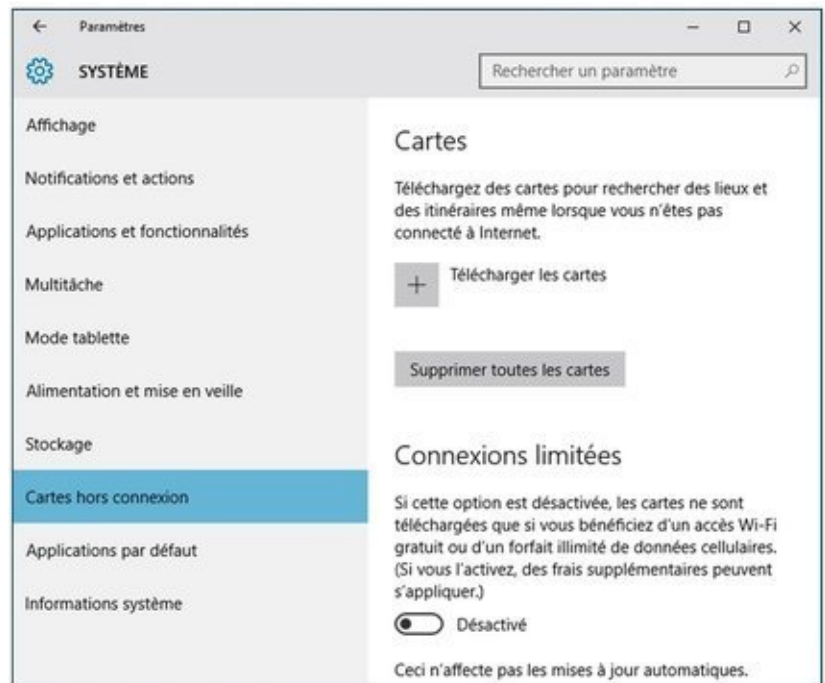 Paramètres
SYSTÈME
Rechercher un paramètre
Affichage
Notifications et actions
Applications et fonctionnalités
Multitâche
Mode tablette
Alimentation et mise en veille
Stockage
Cartes hors connexion
Applications par défaut
Informations système
Cartes
Téléchargez des cartes pour rechercher des lieux et
des itinéraires même lorsque vous n'êtes pas
connecté à Internet.
Télécharger les cartes
Supprimer toutes les cartes
Connexions limitées
Si cette option est désactivée, les cartes ne sont
téléchargées que si vous bénéficiez d'un accès Wi-Fi
gratuit ou d'un forfait illimité de données cellulaires.
(Si vous l'activez, des frais supplémentaires peuvent
s'appliquer.)
Désactivé
Ceci n'affecte pas les mises à jour automatiques.